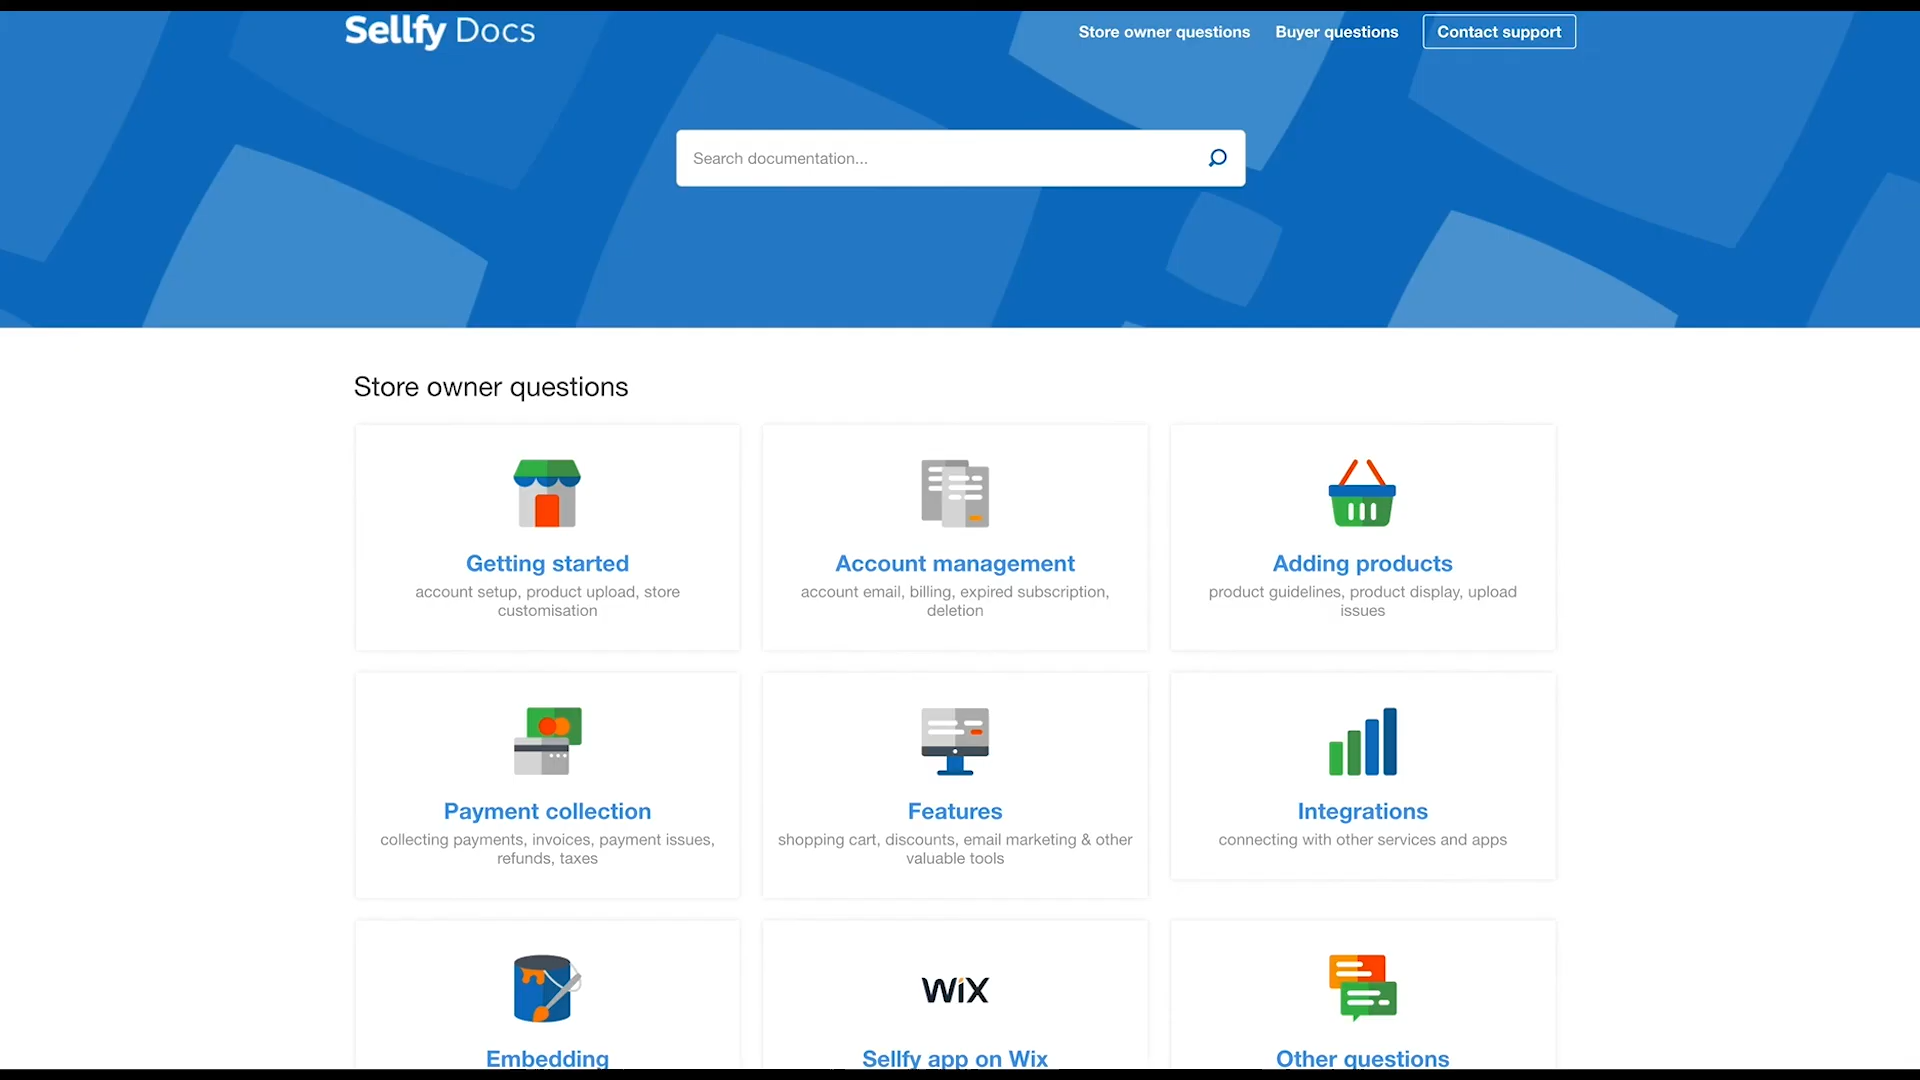 Sellfy Docs
Store owner questions
Buyer questions
Contact support
Search documentation...
Store owner questions
Getting started
account setup, product upload, store
customisation
Account management
account email, billing, expired subscription,
deletion
Adding products
product guidelines, product display, upload
issues
Payment collection
collecting payments, invoices, payment issues,
refunds, taxes
Features
shopping cart, discounts, email marketing & other
valuable tools
Integrations
connecting with other services and apps
Embedding
WiX
Sellfy app on Wix
Other questions